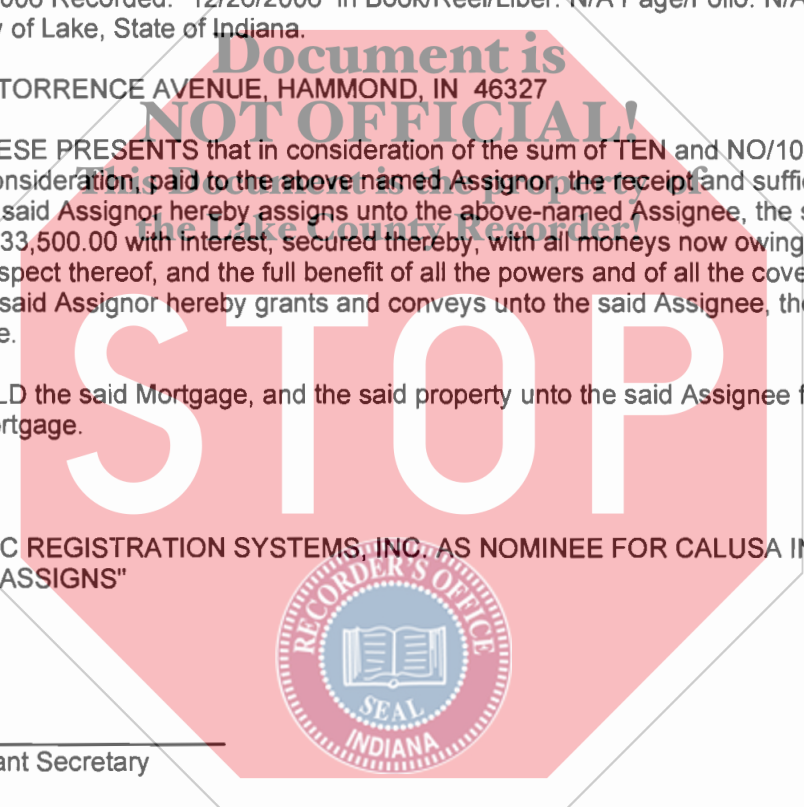 006 Recorded: "12/26/2006" in Book/Reel/Liber: N/A Page/Folio: N/A
y of Lake, State of Indiana.
Document is
TORRENCE AVENUE, HAMMOND, IN 46327
NOT OFFICIAL!
ESE PRESENTS that in consideration of the sum of TEN and NO/10
onsideration, paid to the above named Assignor, the receipt and suffic
This Document is the property of
said Assignor hereby assigns unto the above-named Assignee, the s
the Lake County Recorder!
33,500.00 with interest, secured thereby, with all moneys now owing
spect thereof, and the full benefit of all the powers and of all the cove
said Assignor hereby grants and conveys unto the said Assignee, the
e.
STOP
LD the said Mortgage, and the said property unto the said Assignee f
rtgage.
C REGISTRATION SYSTEMS, INC. AS NOMINEE FOR CALUSA IN
ASSIGNS"
RECORDER'S OFFICE
SEAL
INDIANA
ant Secretary